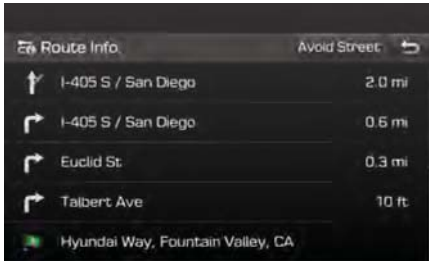 Route Info. Avoid Street
I-405 S / San Diego 2.0 mi
I-405 S / San Diego 0.6 mi
Euclid St 0.3 mi
Talbert Ave 10 ft
Hyundai Way, Fountain Valley, CA